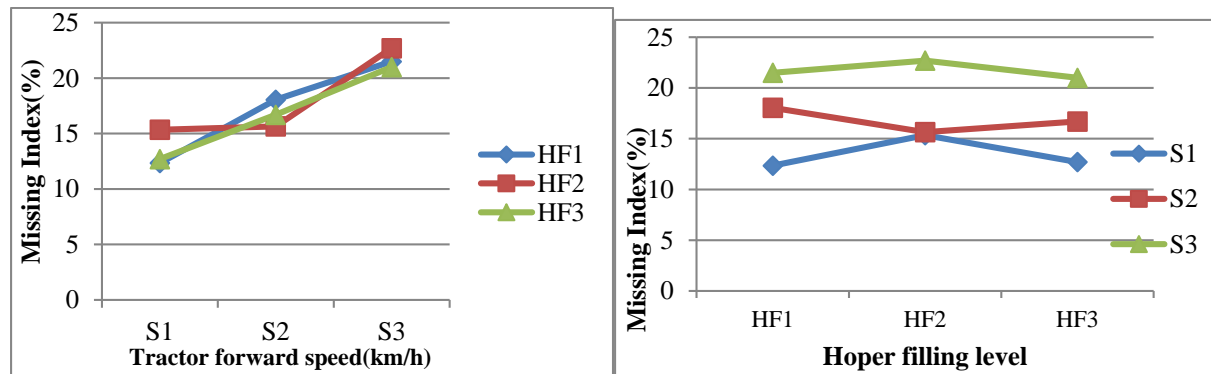 Missing Index(%)
25
20
15
10
5
0
S1
S2
S3
Tractor forward speed(km/h)
HF1
HF2
HF3
Missing Index(%)
25
20
15
10
5
0
HF1
HF2
HF3
Hoper filling level
S1
S2
S3